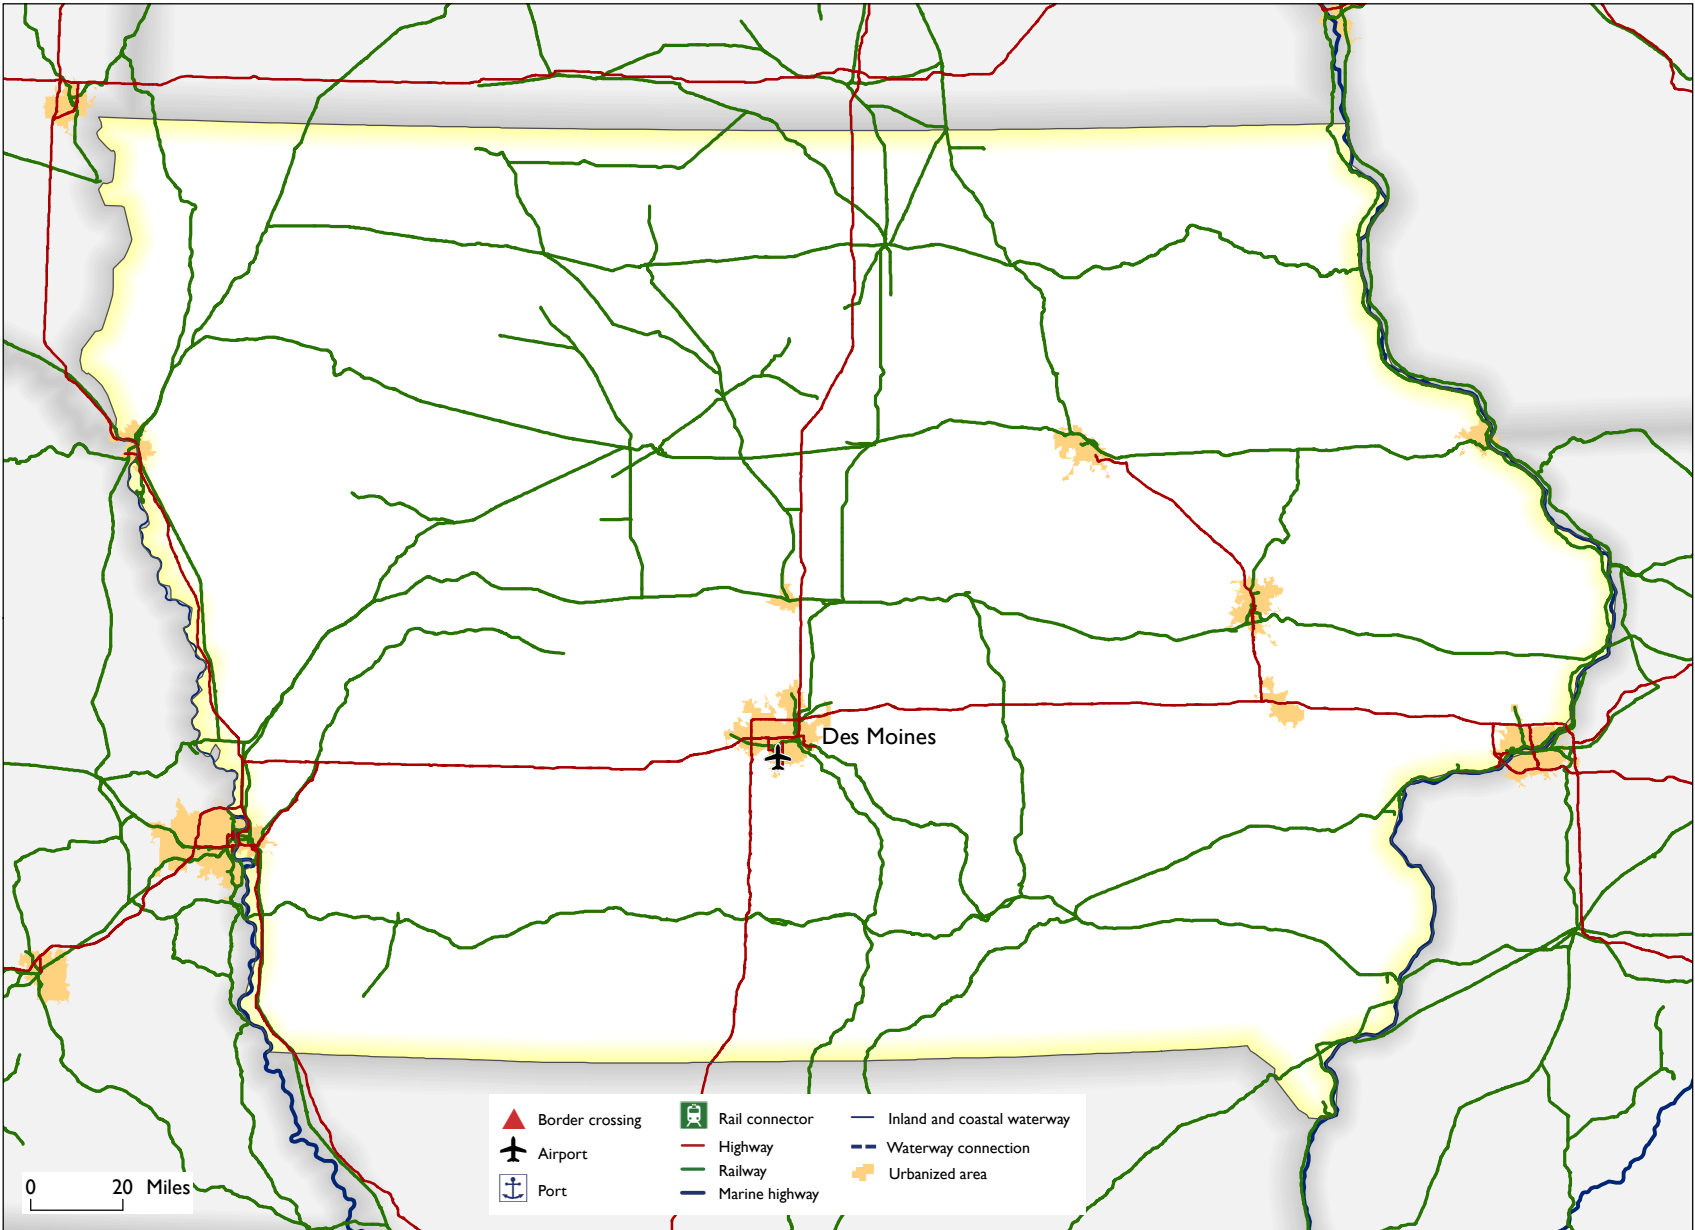 Des Moines
Border crossing
Airport
Port
Rail connector
Highway
Railway
Marine highway
Inland and coastal waterway
Waterway connection
Urbanized area
0 20 Miles